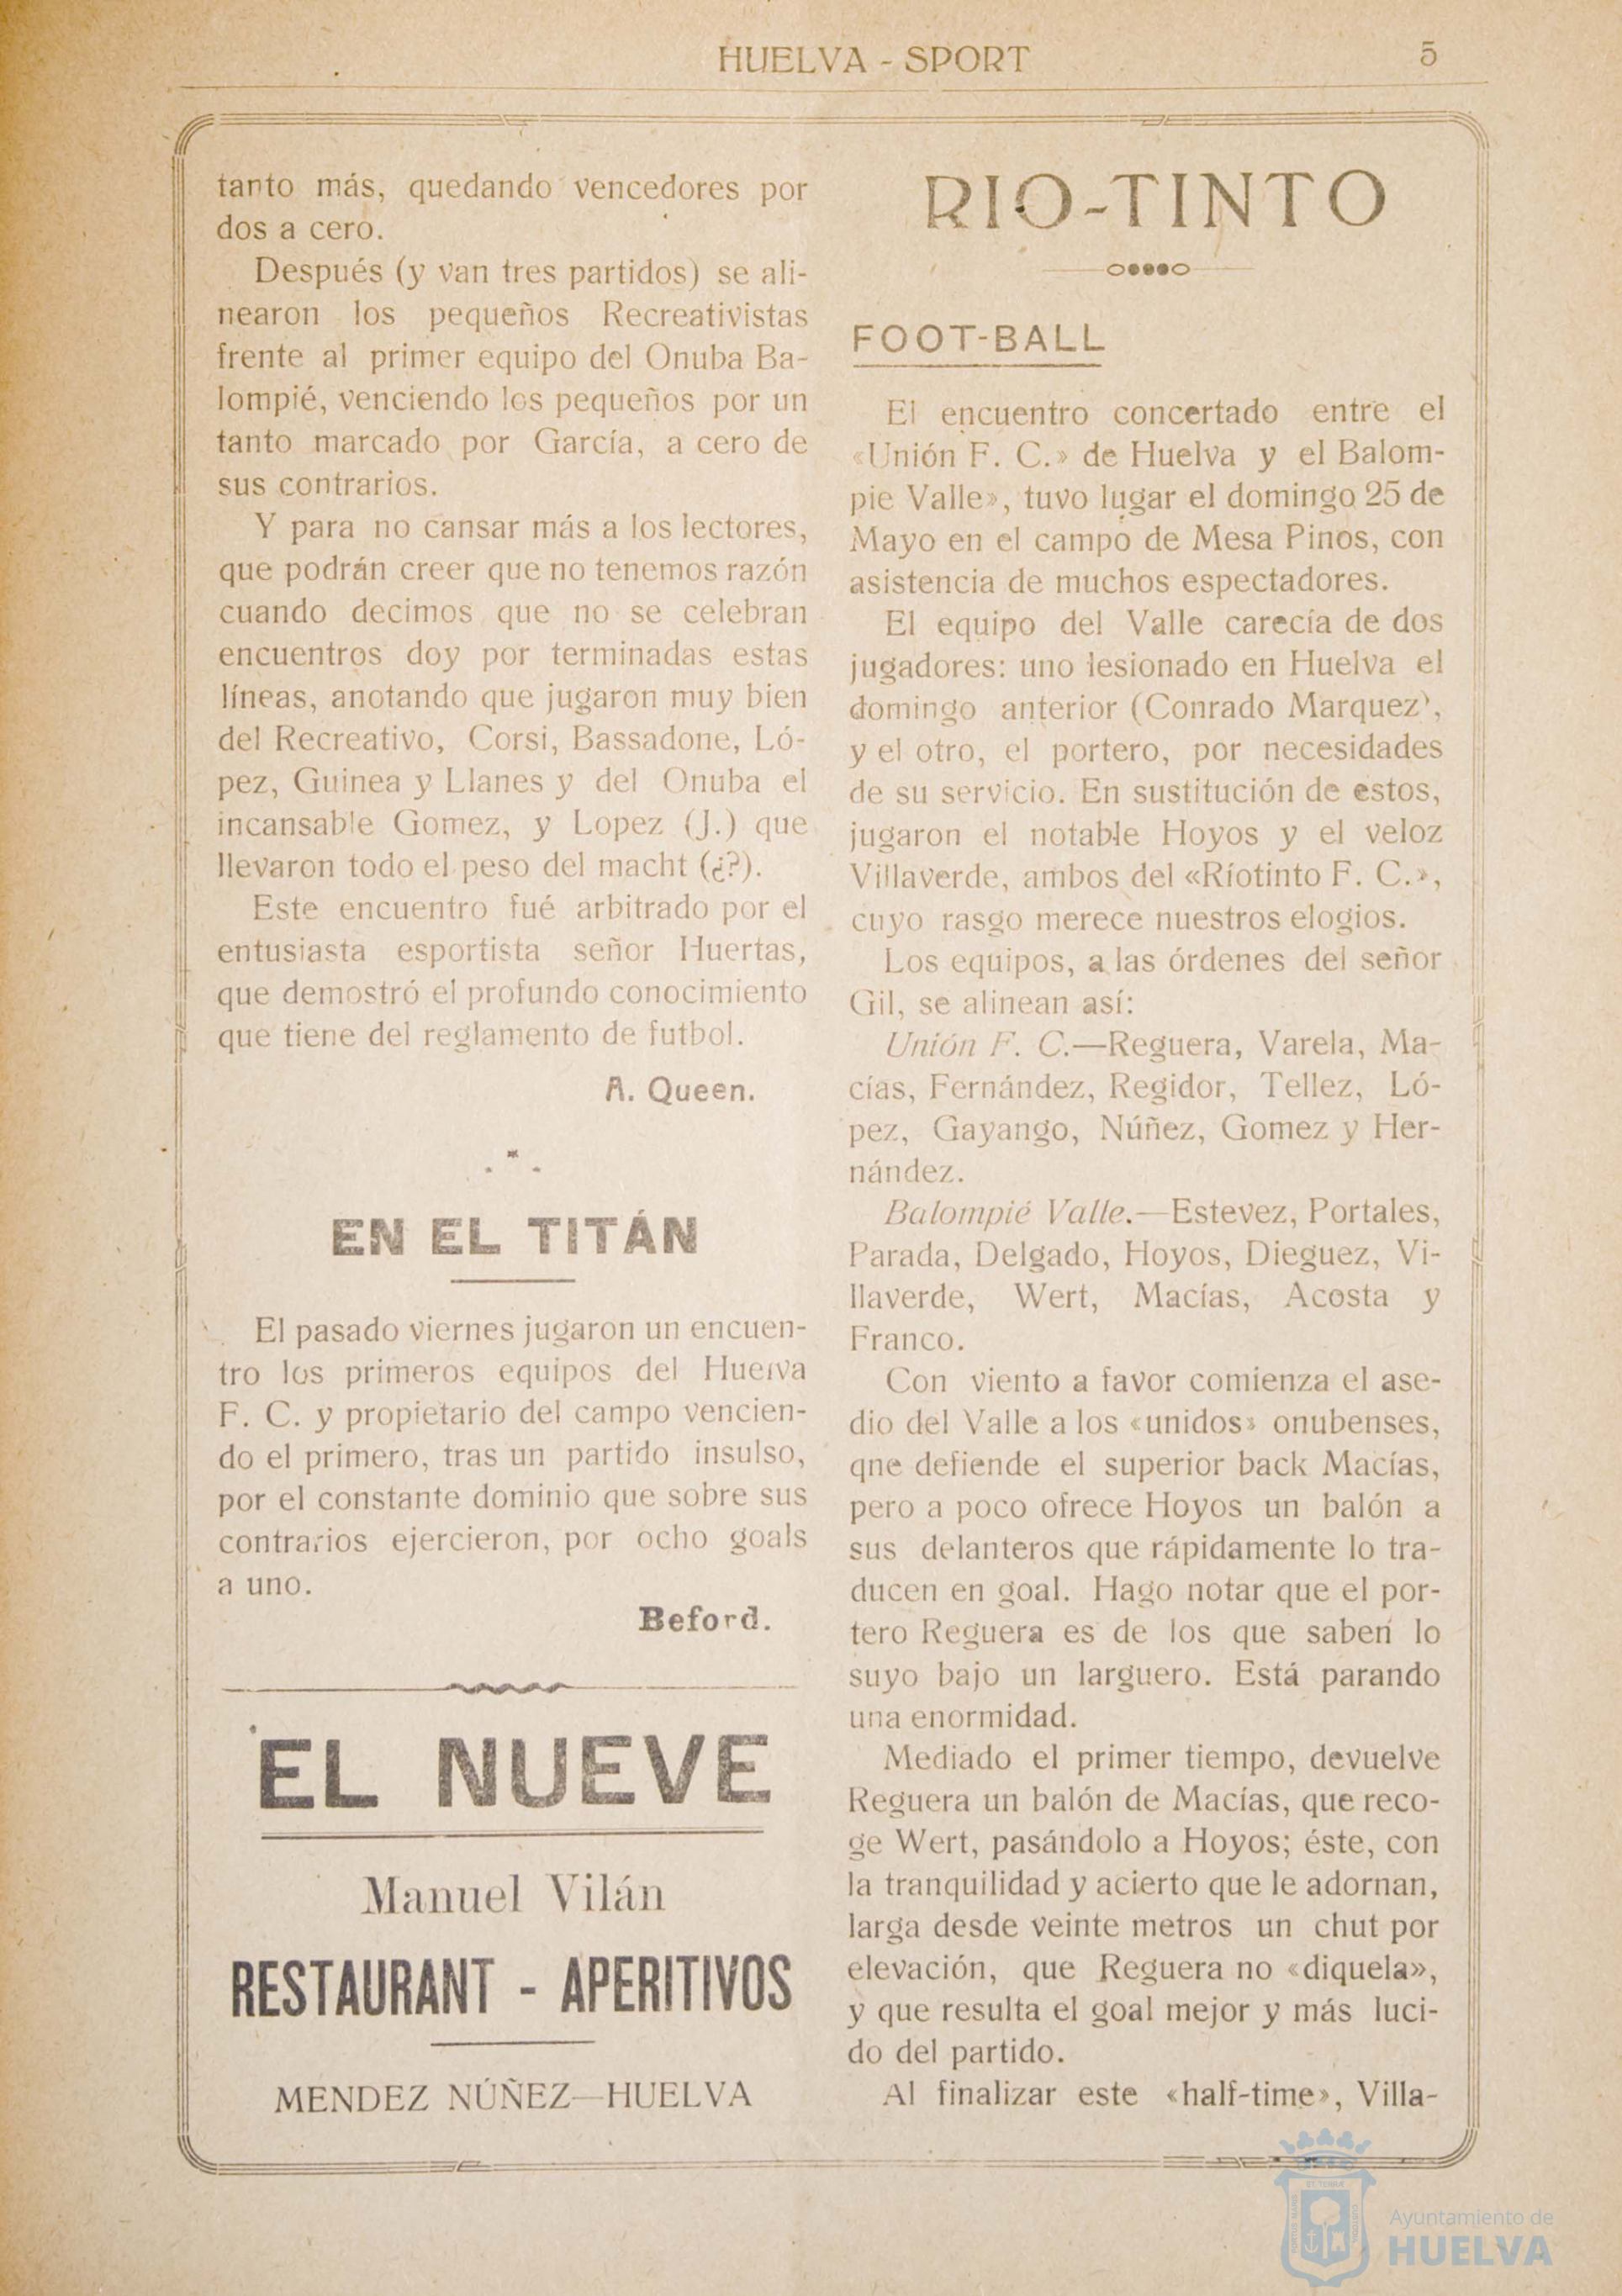 HUELVA - SPORT
5
tanto más, quedando vencedores por
dos a cero.
Después (y van tres partidos) se ali-
nearon los pequeños Recreativistas
frente al primer equipo del Onuba Ba-
lompié, venciendo los pequeños por un
tanto marcado por García, a cero de
sus contrarios.
Y para no cansar más a los lectores,
que podrán creer que no tenemos razón
cuando decimos que no se celebran
encuentros doy por terminadas estas
líneas, anotando que jugaron muy bien
del Recreativo, Corsi, Bassadone, Ló-
pez, Guinea y Llanes y del Onuba el
incansable Gomez, y Lopez (J.) que
llevaron todo el peso del macht (¿?).
Este encuentro fué arbitrado por el
entusiasta esportista señor Huertas,
que demostró el profundo conocimiento
que tiene del reglamento de futbol.
A. Queen.
EN EL TITÁN
El pasado viernes jugaron un encuen-
tro los primeros equipos del Huelva
F. C. y propietario del campo vencien-
do el primero, tras un partido insulso,
por el constante dominio que sobre sus
contrarios ejercieron, por ocho goals
a uno.
Beford.
EL NUEVE
Manuel Vilán
RESTAURANT - APERITIVOS
MENDEZ NÚÑEZ—HUELVA
RIO-TINTO
FOOT-BALL
El encuentro concertado entre el
«Unión F. C.» de Huelva y el Balom-
pie Valle», tuvo lugar el domingo 25 de
Mayo en el campo de Mesa Pinos, con
asistencia de muchos espectadores.
El equipo del Valle carecía de dos
jugadores: uno lesionado en Huelva el
domingo anterior (Conrado Marquez),
y el otro, el portero, por necesidades
de su servicio. En sustitución de estos,
jugaron el notable Hoyos y el veloz
Villaverde, ambos del «Ríotinto F. C.»,
cuyo rasgo merece nuestros elogios.
Los equipos, a las órdenes del señor
Gil, se alinean así:
Unión F. C.—Reguera, Varela, Ma-
cías, Fernández, Regidor, Tellez, Ló-
pez, Gayango, Núñez, Gomez y Her-
nández.
Balompié Valle.—Estevez, Portales,
Parada, Delgado, Hoyos, Dieguez, Vi-
llaverde, Wert, Macías, Acosta y
Franco.
Con viento a favor comienza el ase-
dio del Valle a los «unidos» onubenses,
qne defiende el superior back Macías,
pero a poco ofrece Hoyos un balón a
sus delanteros que rápidamente lo tra-
ducen en goal. Hago notar que el por-
tero Reguera es de los que saben lo
suyo bajo un larguero. Está parando
una enormidad.
Mediado el primer tiempo, devuelve
Reguera un balón de Macías, que reco-
ge Wert, pasándolo a Hoyos; éste, con
la tranquilidad y acierto que le adornan,
larga desde veinte metros un chut por
elevación, que Reguera no «diquela»,
y que resulta el goal mejor y más luci-
do del partido.
Al finalizar este «half-time», Villa-
Ayuntamiento de
HUELVA